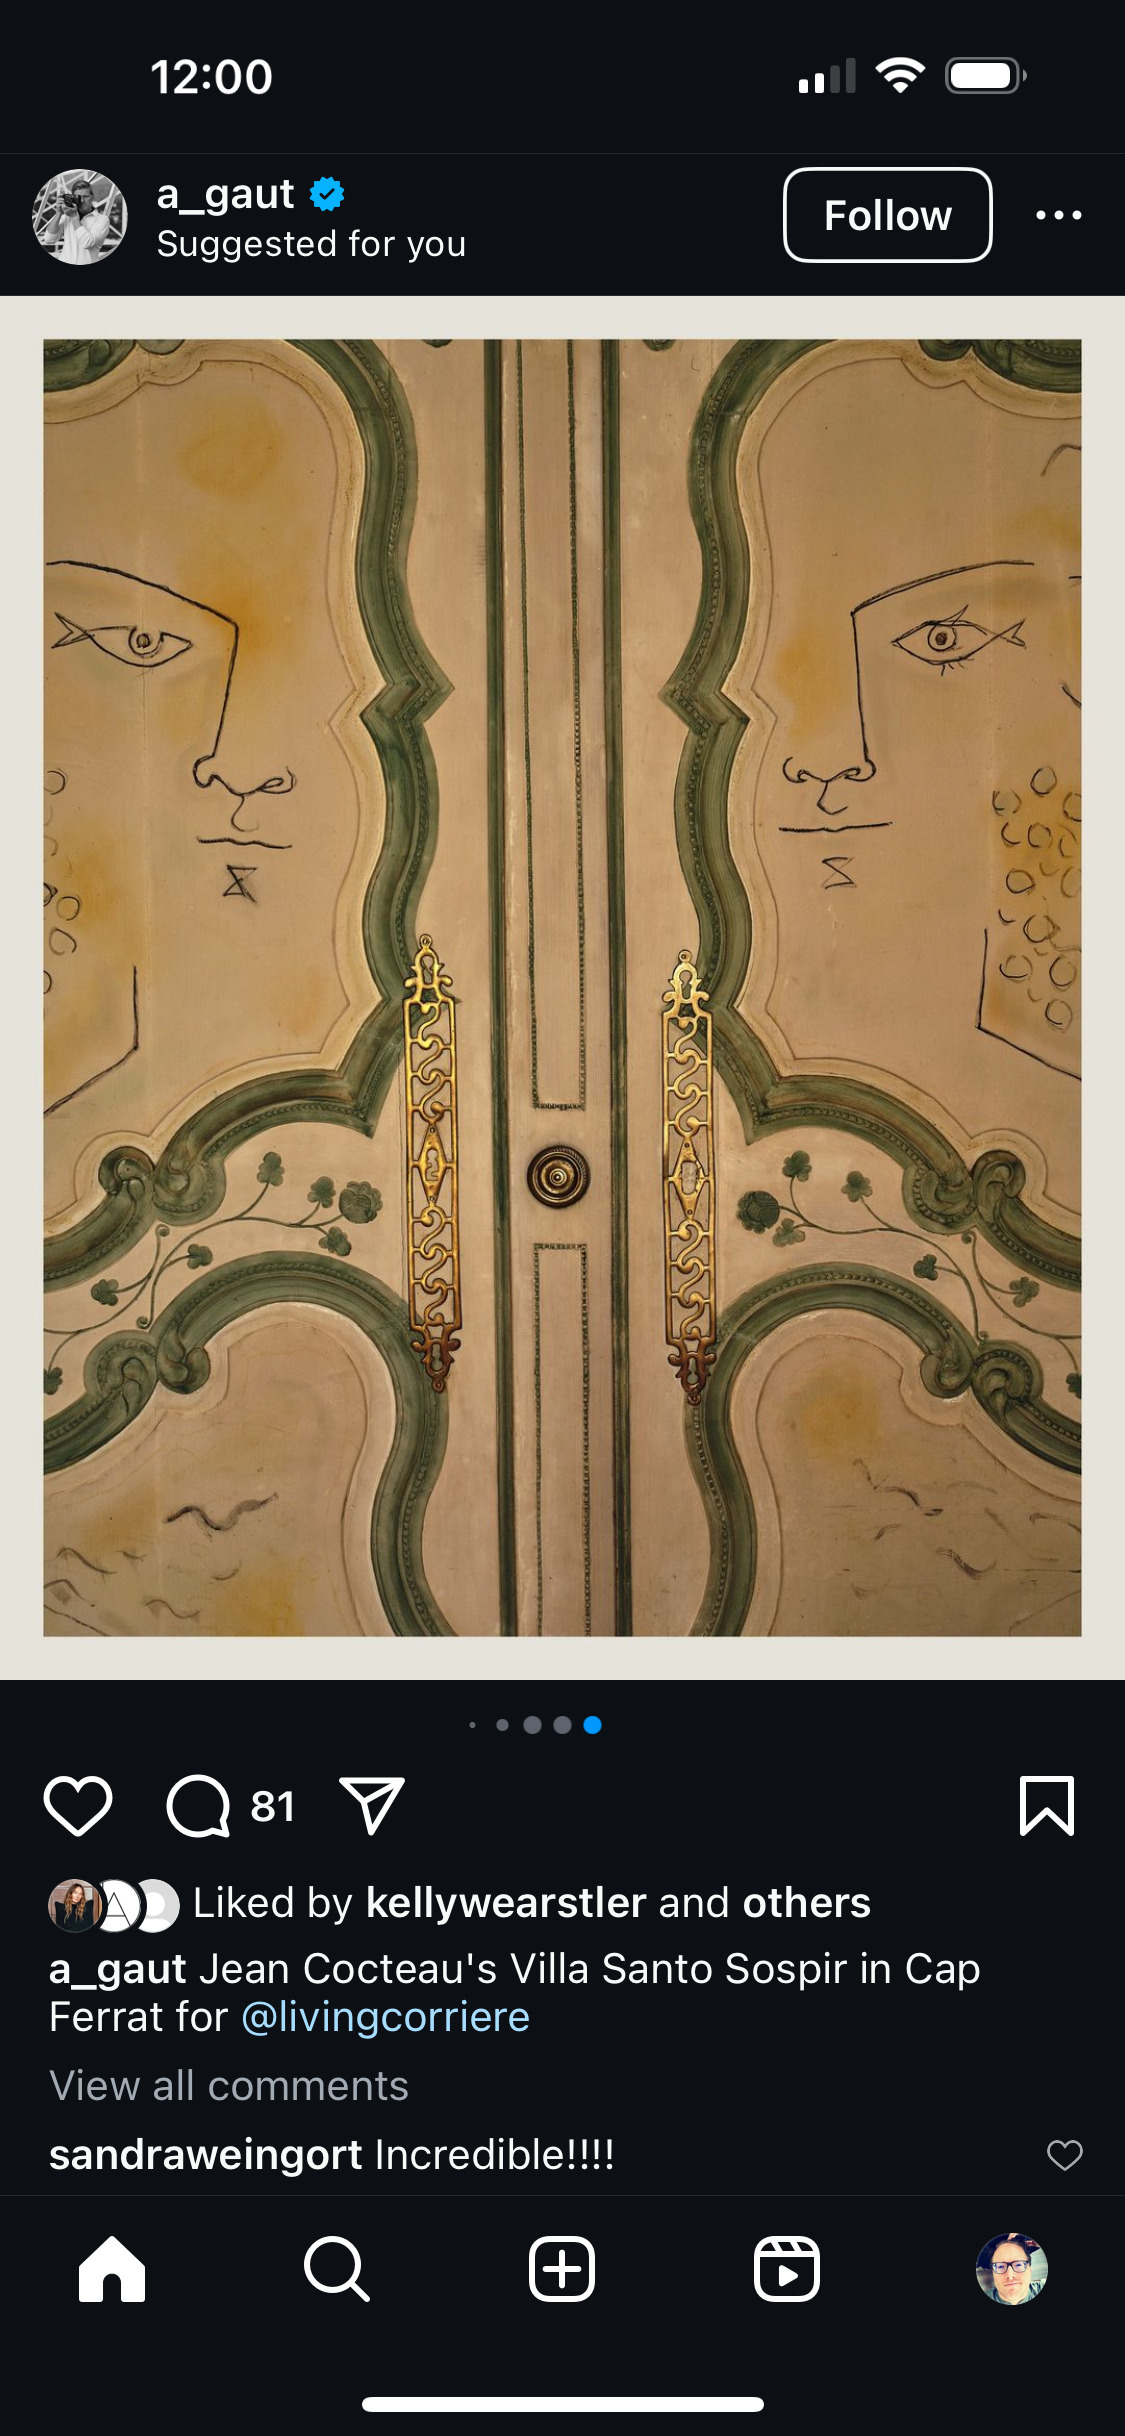 12:00
a_gaut
Suggested for you
Follow
81
Liked by kellywearstler and others
a_gaut Jean Cocteau's Villa Santo Sospir in Cap
Ferrat for @livingcorriere
View all comments
sandraweingort Incredible!!!!